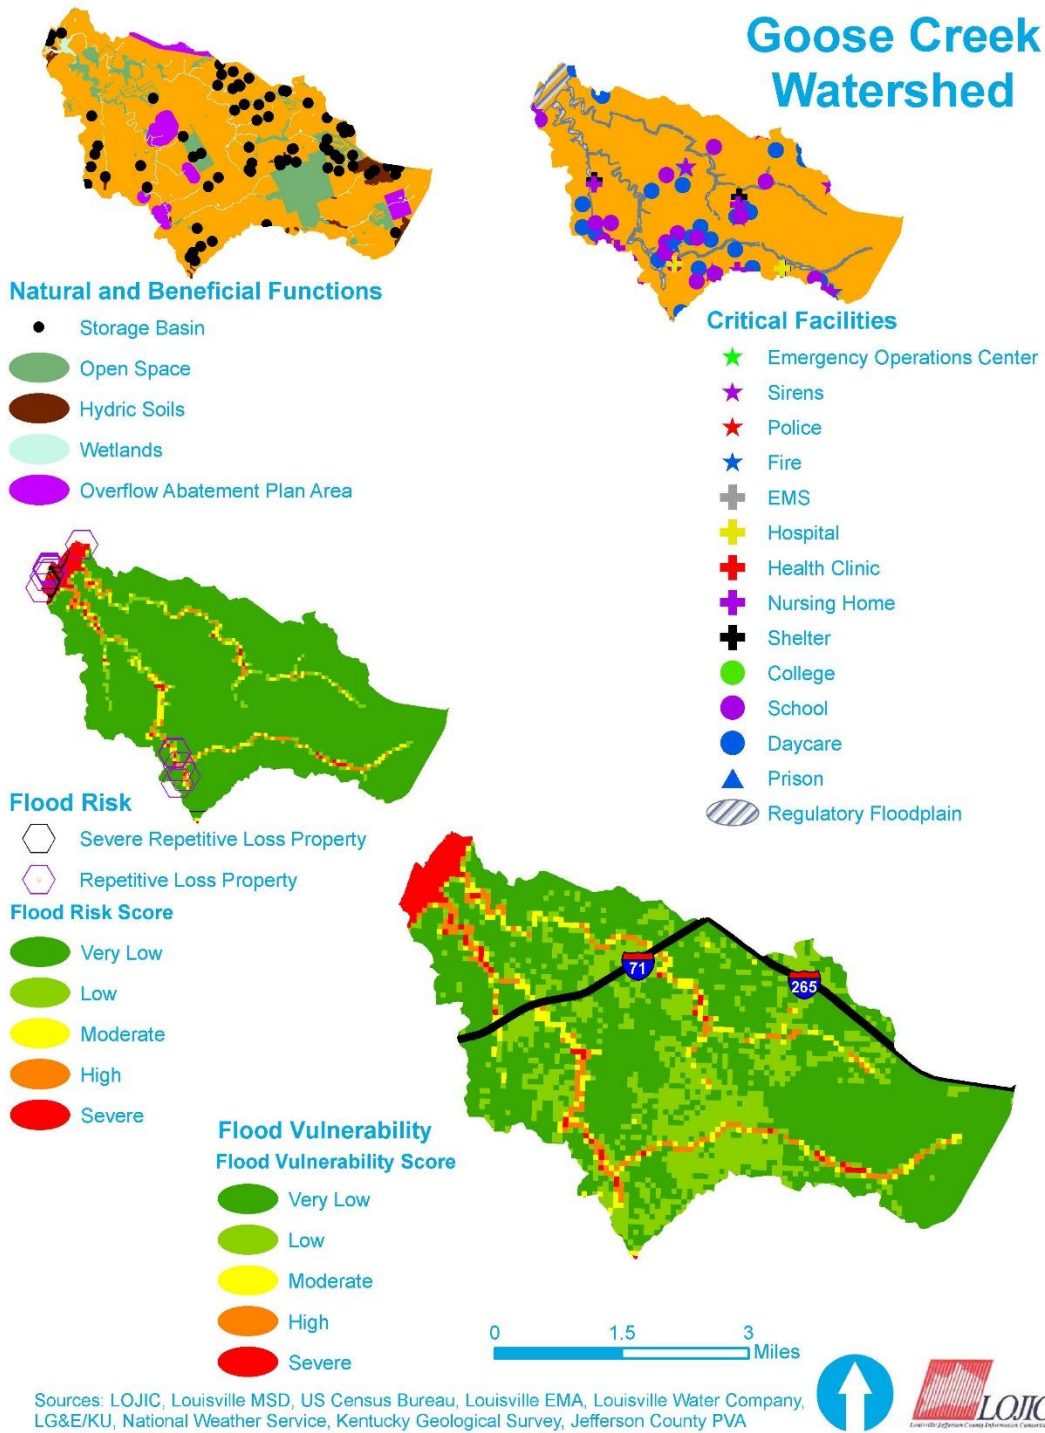 Goose Creek
Watershed
Natural and Beneficial Functions
Storage Basin
Open Space
Hydric Soils
Wetlands
Overflow Abatement Plan Area
Critical Facilities
Emergency Operations Center
Sirens
Police
Fire
EMS
Hospital
Health Clinic
Nursing Home
Shelter
College
School
Daycare
Prison
Regulatory Floodplain
Flood Risk
Severe Repetitive Loss Property
Repetitive Loss Property
Flood Risk Score
Very Low
Low
Moderate
High
Severe
71
265
Flood Vulnerability
Flood Vulnerability Score
Very Low
Low
Moderate
High
Severe
0 1.5 3
Miles
Sources: LOJIC, Louisville MSD, US Census Bureau, Louisville EMA, Louisville Water Company,
LG&E/KU, National Weather Service, Kentucky Geological Survey, Jefferson County PVA
LOJIC
Louisville/Jefferson County Information